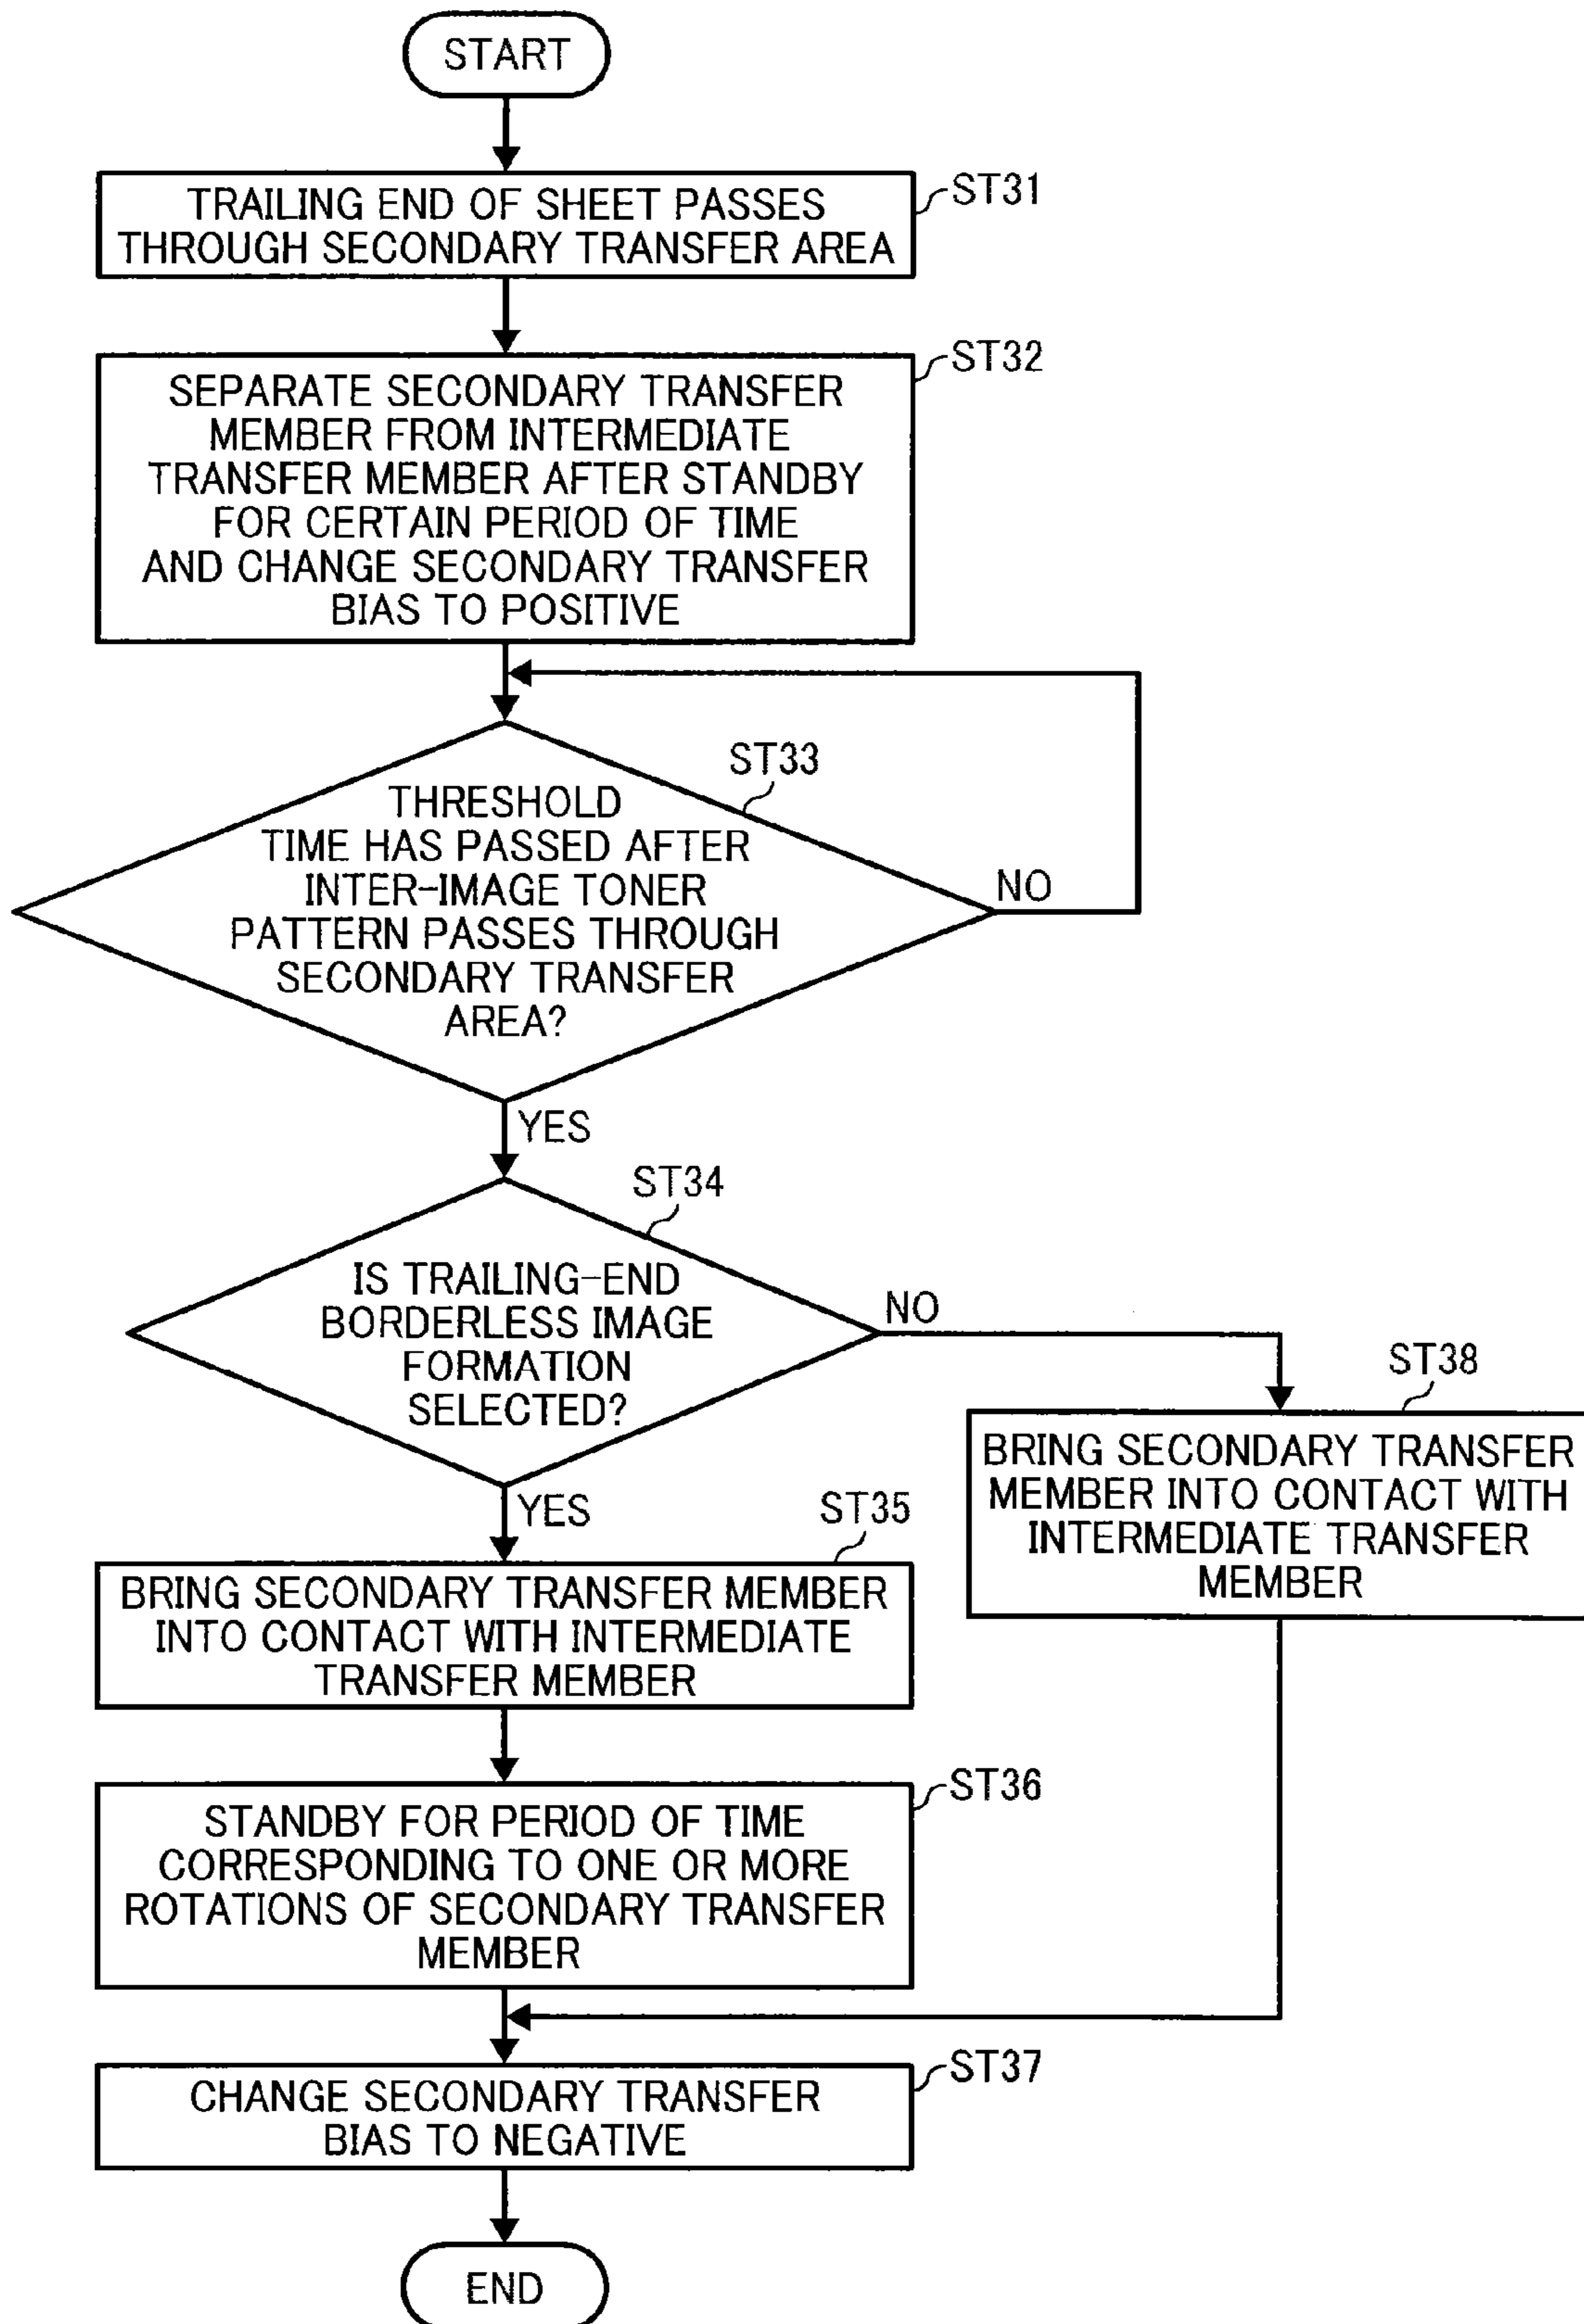 START
TRAILING END OF SHEET PASSES
THROUGH SECONDARY TRANSFER AREA
ST31
SEPARATE SECONDARY TRANSFER
MEMBER FROM INTERMEDIATE
TRANSFER MEMBER AFTER STANDBY
FOR CERTAIN PERIOD OF TIME
AND CHANGE SECONDARY TRANSFER
BIAS TO POSITIVE
ST32
ST33
THRESHOLD
TIME HAS PASSED AFTER
INTER-IMAGE TONER
PATTERN PASSES THROUGH
SECONDARY TRANSFER
AREA?
NO
YES
ST34
IS TRAILING-END
BORDERLESS IMAGE
FORMATION
SELECTED?
NO
YES
ST38
BRING SECONDARY TRANSFER
MEMBER INTO CONTACT WITH
INTERMEDIATE TRANSFER
MEMBER
ST35
BRING SECONDARY TRANSFER MEMBER
INTO CONTACT WITH INTERMEDIATE
TRANSFER MEMBER
ST36
STANDBY FOR PERIOD OF TIME
CORRESPONDING TO ONE OR MORE
ROTATIONS OF SECONDARY TRANSFER
MEMBER
ST37
CHANGE SECONDARY TRANSFER
BIAS TO NEGATIVE
END